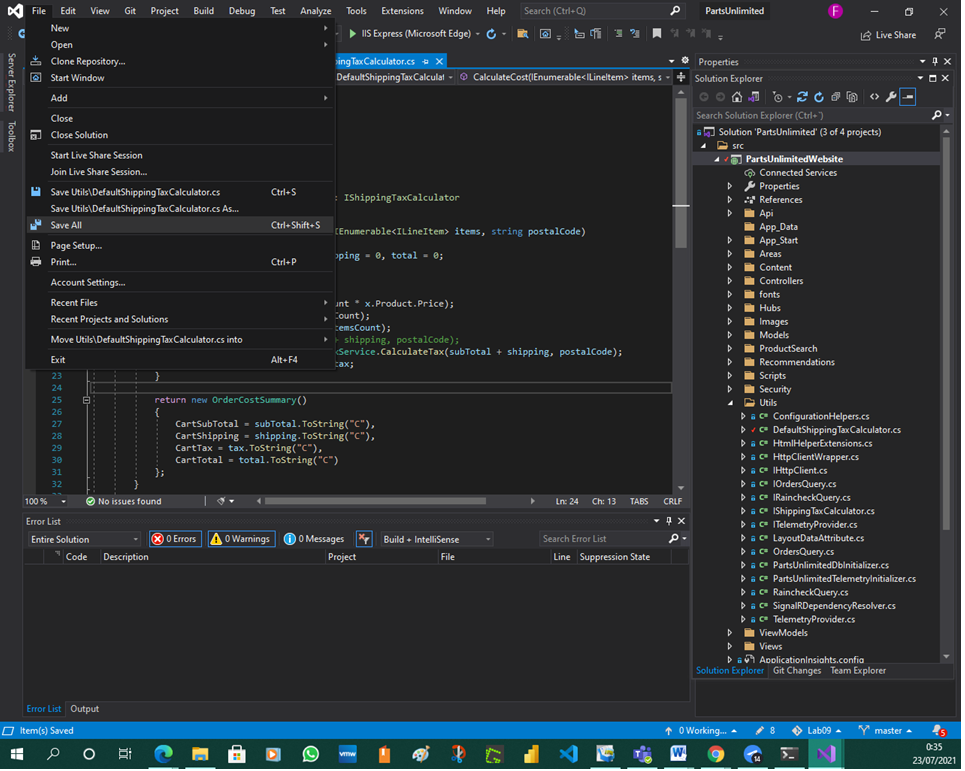 File Edit View Git Project Build Debug Test Analyze Tools Extensions Window Help Search (Ctrl+Q) PartsUnlimited F
IIS Express (Microsoft Edge) Live Share
New
Open
Clone Repository...
Start Window
Add
Close
Close Solution
Start Live Share Session
Join Live Share Session...
Save Utils\DefaultShippingTaxCalculator.cs Ctrl+S
Save Utils\DefaultShippingTaxCalculator.cs As...
Save All Ctrl+Shift+S
Page Setup...
Print... Ctrl+P
Account Settings...
Recent Files
Recent Projects and Solutions
Move Utils\DefaultShippingTaxCalculator.cs into
Exit Alt+F4
Server Explorer
Toolbox
pingTaxCalculator.cs
DefaultShippingTaxCalculat CalculateCost(IEnumerable<ILineItem> items, s
: IShippingTaxCalculator
IEnumerable<ILineItem> items, string postalCode)
pping = 0, total = 0;
unt * x.Product.Price);
Count);
temsCount);
+ shipping, postalCode);
xService.CalculateTax(subTotal + shipping, postalCode);
tax;
23 }
24
25 return new OrderCostSummary()
26 {
27 CartSubTotal = subTotal.ToString("C"),
28 CartShipping = shipping.ToString("C"),
29 CartTax = tax.ToString("C"),
30 CartTotal = total.ToString("C")
31 };
32 }
100 % No issues found Ln: 24 Ch: 13 TABS CRLF
Error List
Entire Solution 0 Errors 0 Warnings 0 Messages Build + IntelliSense Search Error List
Code Description Project File Line Suppression State
Error List Output
Properties
Solution Explorer
Search Solution Explorer (Ctrl+¨)
Solution 'PartsUnlimited' (3 of 4 projects)
src
PartsUnlimitedWebsite
Connected Services
Properties
References
Api
App_Data
App_Start
Areas
Content
Controllers
fonts
Hubs
Images
Models
ProductSearch
Recommendations
Scripts
Security
Utils
ConfigurationHelpers.cs
DefaultShippingTaxCalculator.cs
HtmlHelperExtensions.cs
HttpClientWrapper.cs
IHttpClient.cs
IOrdersQuery.cs
IRaincheckQuery.cs
IShippingTaxCalculator.cs
ITelemetryProvider.cs
LayoutDataAttribute.cs
OrdersQuery.cs
PartsUnlimitedDbInitializer.cs
PartsUnlimitedTelemetryInitializer.cs
RaincheckQuery.cs
SignalRDependencyResolver.cs
TelemetryProvider.cs
ViewModels
Views
ApplicationInsights.config
Solution Explorer Git Changes Team Explorer
Item(s) Saved 0 Working... 8 Lab09 master 5
vmw 14 0:35
23/07/2021